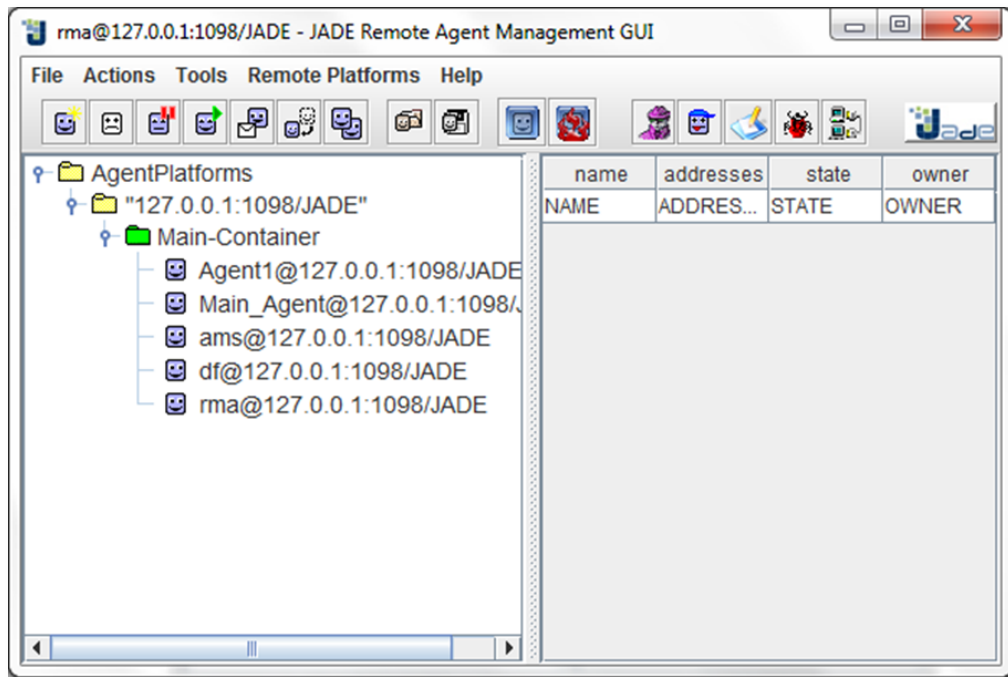 rma@127.0.0.1:1098/JADE - JADE Remote Agent Management GUI
File Actions Tools Remote Platforms Help
Jade
AgentPlatforms
"127.0.0.1:1098/JADE"
Main-Container
Agent1@127.0.0.1:1098/JADE
Main_Agent@127.0.0.1:1098/
ams@127.0.0.1:1098/JADE
df@127.0.0.1:1098/JADE
rma@127.0.0.1:1098/JADE
name addresses state owner
NAME ADDRES... STATE OWNER